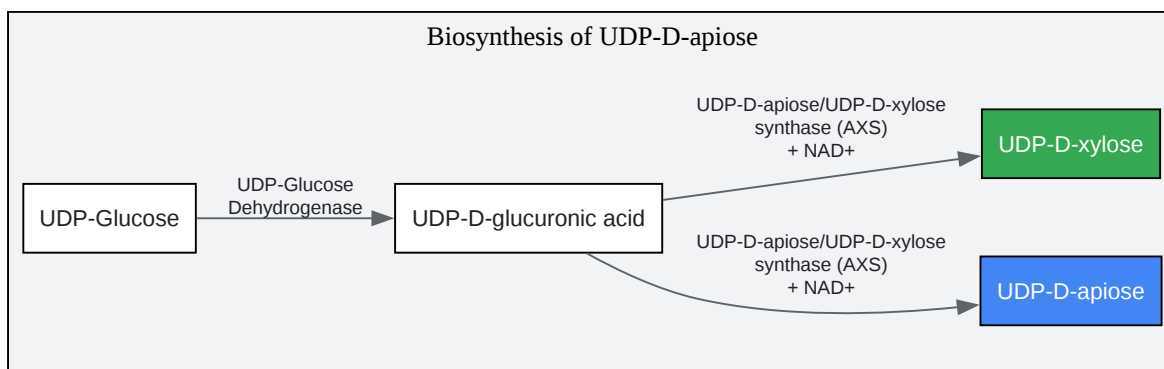 Biosynthesis of UDP-D-apiose
UDP-D-apiose/UDP-D-xylose
synthase (AXS)
+ NAD+
UDP-D-xylose
UDP-Glucose
UDP-Glucose
Dehydrogenase
UDP-D-glucuronic acid
UDP-D-apiose/UDP-D-xylose
synthase (AXS)
+ NAD+
UDP-D-apiose